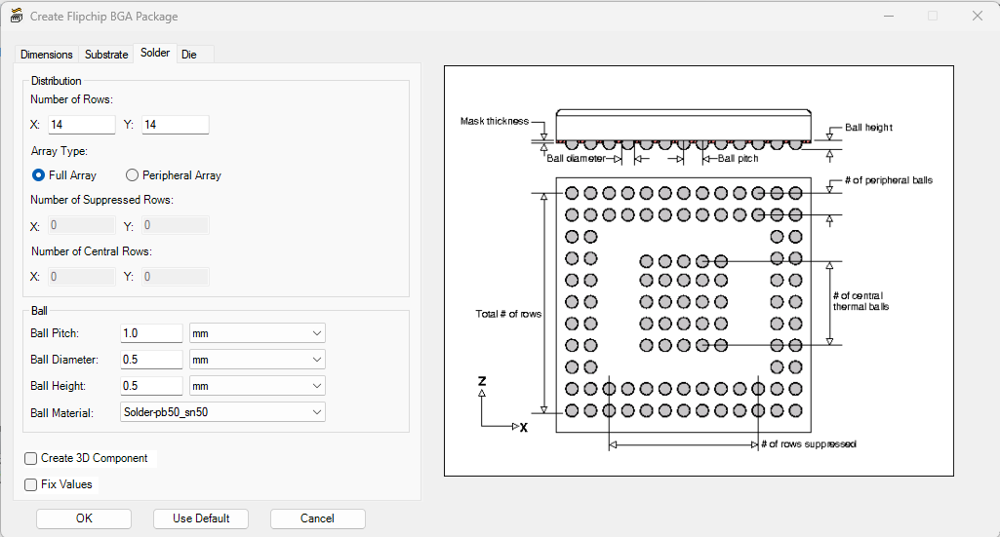 Create Flipchip BGA Package
Dimensions Substrate Solder Die
Distribution
Number of Rows:
X: 14 Y: 14
Array Type:
Full Array Peripheral Array
Number of Suppressed Rows:
X: 0 Y: 0
Number of Central Rows:
X: 0 Y: 0
Ball
Ball Pitch: 1.0 mm
Ball Diameter: 0.5 mm
Ball Height: 0.5 mm
Ball Material: Solder-pb50_sn50
Create 3D Component
Fix Values
OK Use Default Cancel
Mask thickness
Ball height
Ball diameter
Ball pitch
# of peripheral balls
# of central
thermal balls
Total # of rows
Z
X
# of rows suppressed